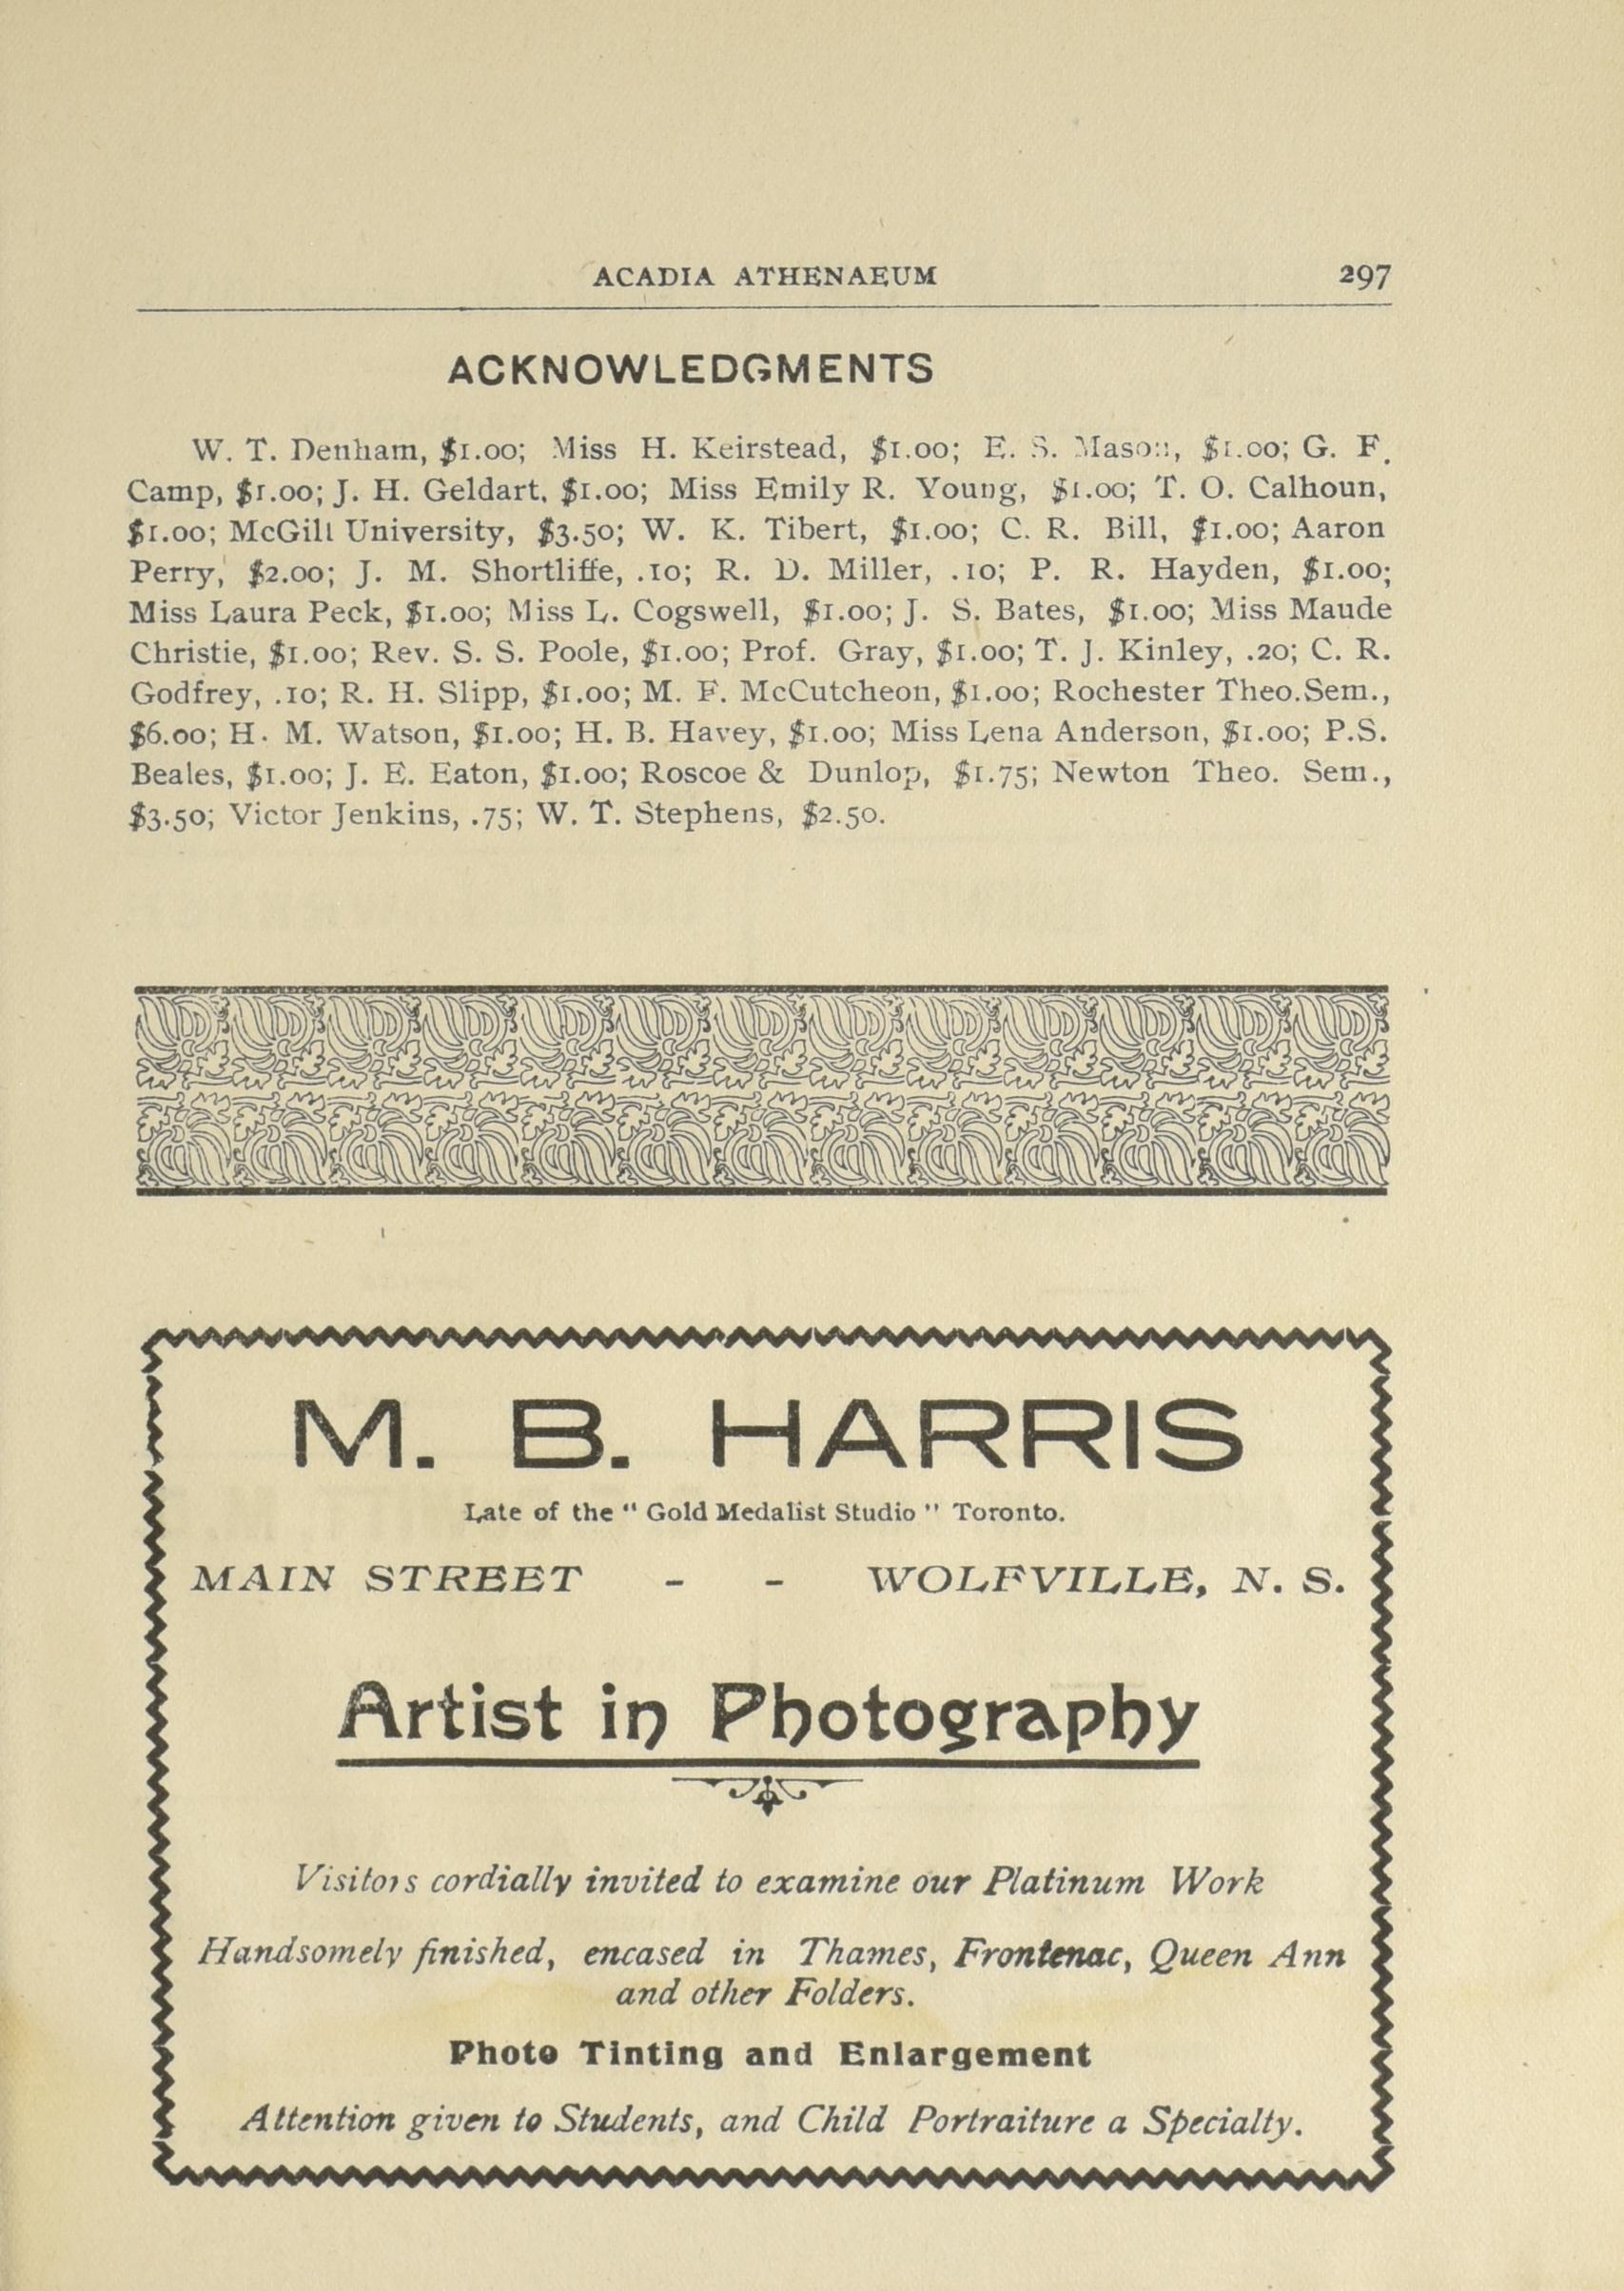 ACADIA ATHENAEUM 297
ACKNOWLEDGMENTS
W. T. Denham, $1.00; Miss H. Keirstead, $1.00; E. S. Mason, $1.00; G. F.
Camp, $1.00; J. H. Geldart, $1.00; Miss Emily R. Young, $1.00; T. O. Calhoun,
$1.00; McGill University, $3.50; W. K. Tibert, $1.00; C. R. Bill, $1.00; Aaron
Perry, $2.00; J. M. Shortliffe, .10; R. D. Miller, .10; P. R. Hayden, $1.00;
Miss Laura Peck, $1.00; Miss L. Cogswell, $1.00; J. S. Bates, $1.00; Miss Maude
Christie, $1.00; Rev. S. S. Poole, $1.00; Prof. Gray, $1.00; T. J. Kinley, .20; C. R.
Godfrey, .10; R. H. Slipp, $1.00; M. F. McCutcheon, $1.00; Rochester Theo.Sem.,
$6.00; H. M. Watson, $1.00; H. B. Havey, $1.00; Miss Lena Anderson, $1.00; P.S.
Beales, $1.00; J. E. Eaton, $1.00; Roscoe & Dunlop, $1.75; Newton Theo. Sem.,
$3.50; Victor Jenkins, .75; W. T. Stephens, $2.50.
M. B. HARRIS
Late of the "Gold Medalist Studio" Toronto.
MAIN STREET - - WOLFVILLE, N. S.
Artist in Photography
Visitors cordially invited to examine our Platinum Work
Handsomely finished, encased in Thames, Frontenac, Queen Ann
and other Folders.
Photo Tinting and Enlargement
Attention given to Students, and Child Portraiture a Specialty.